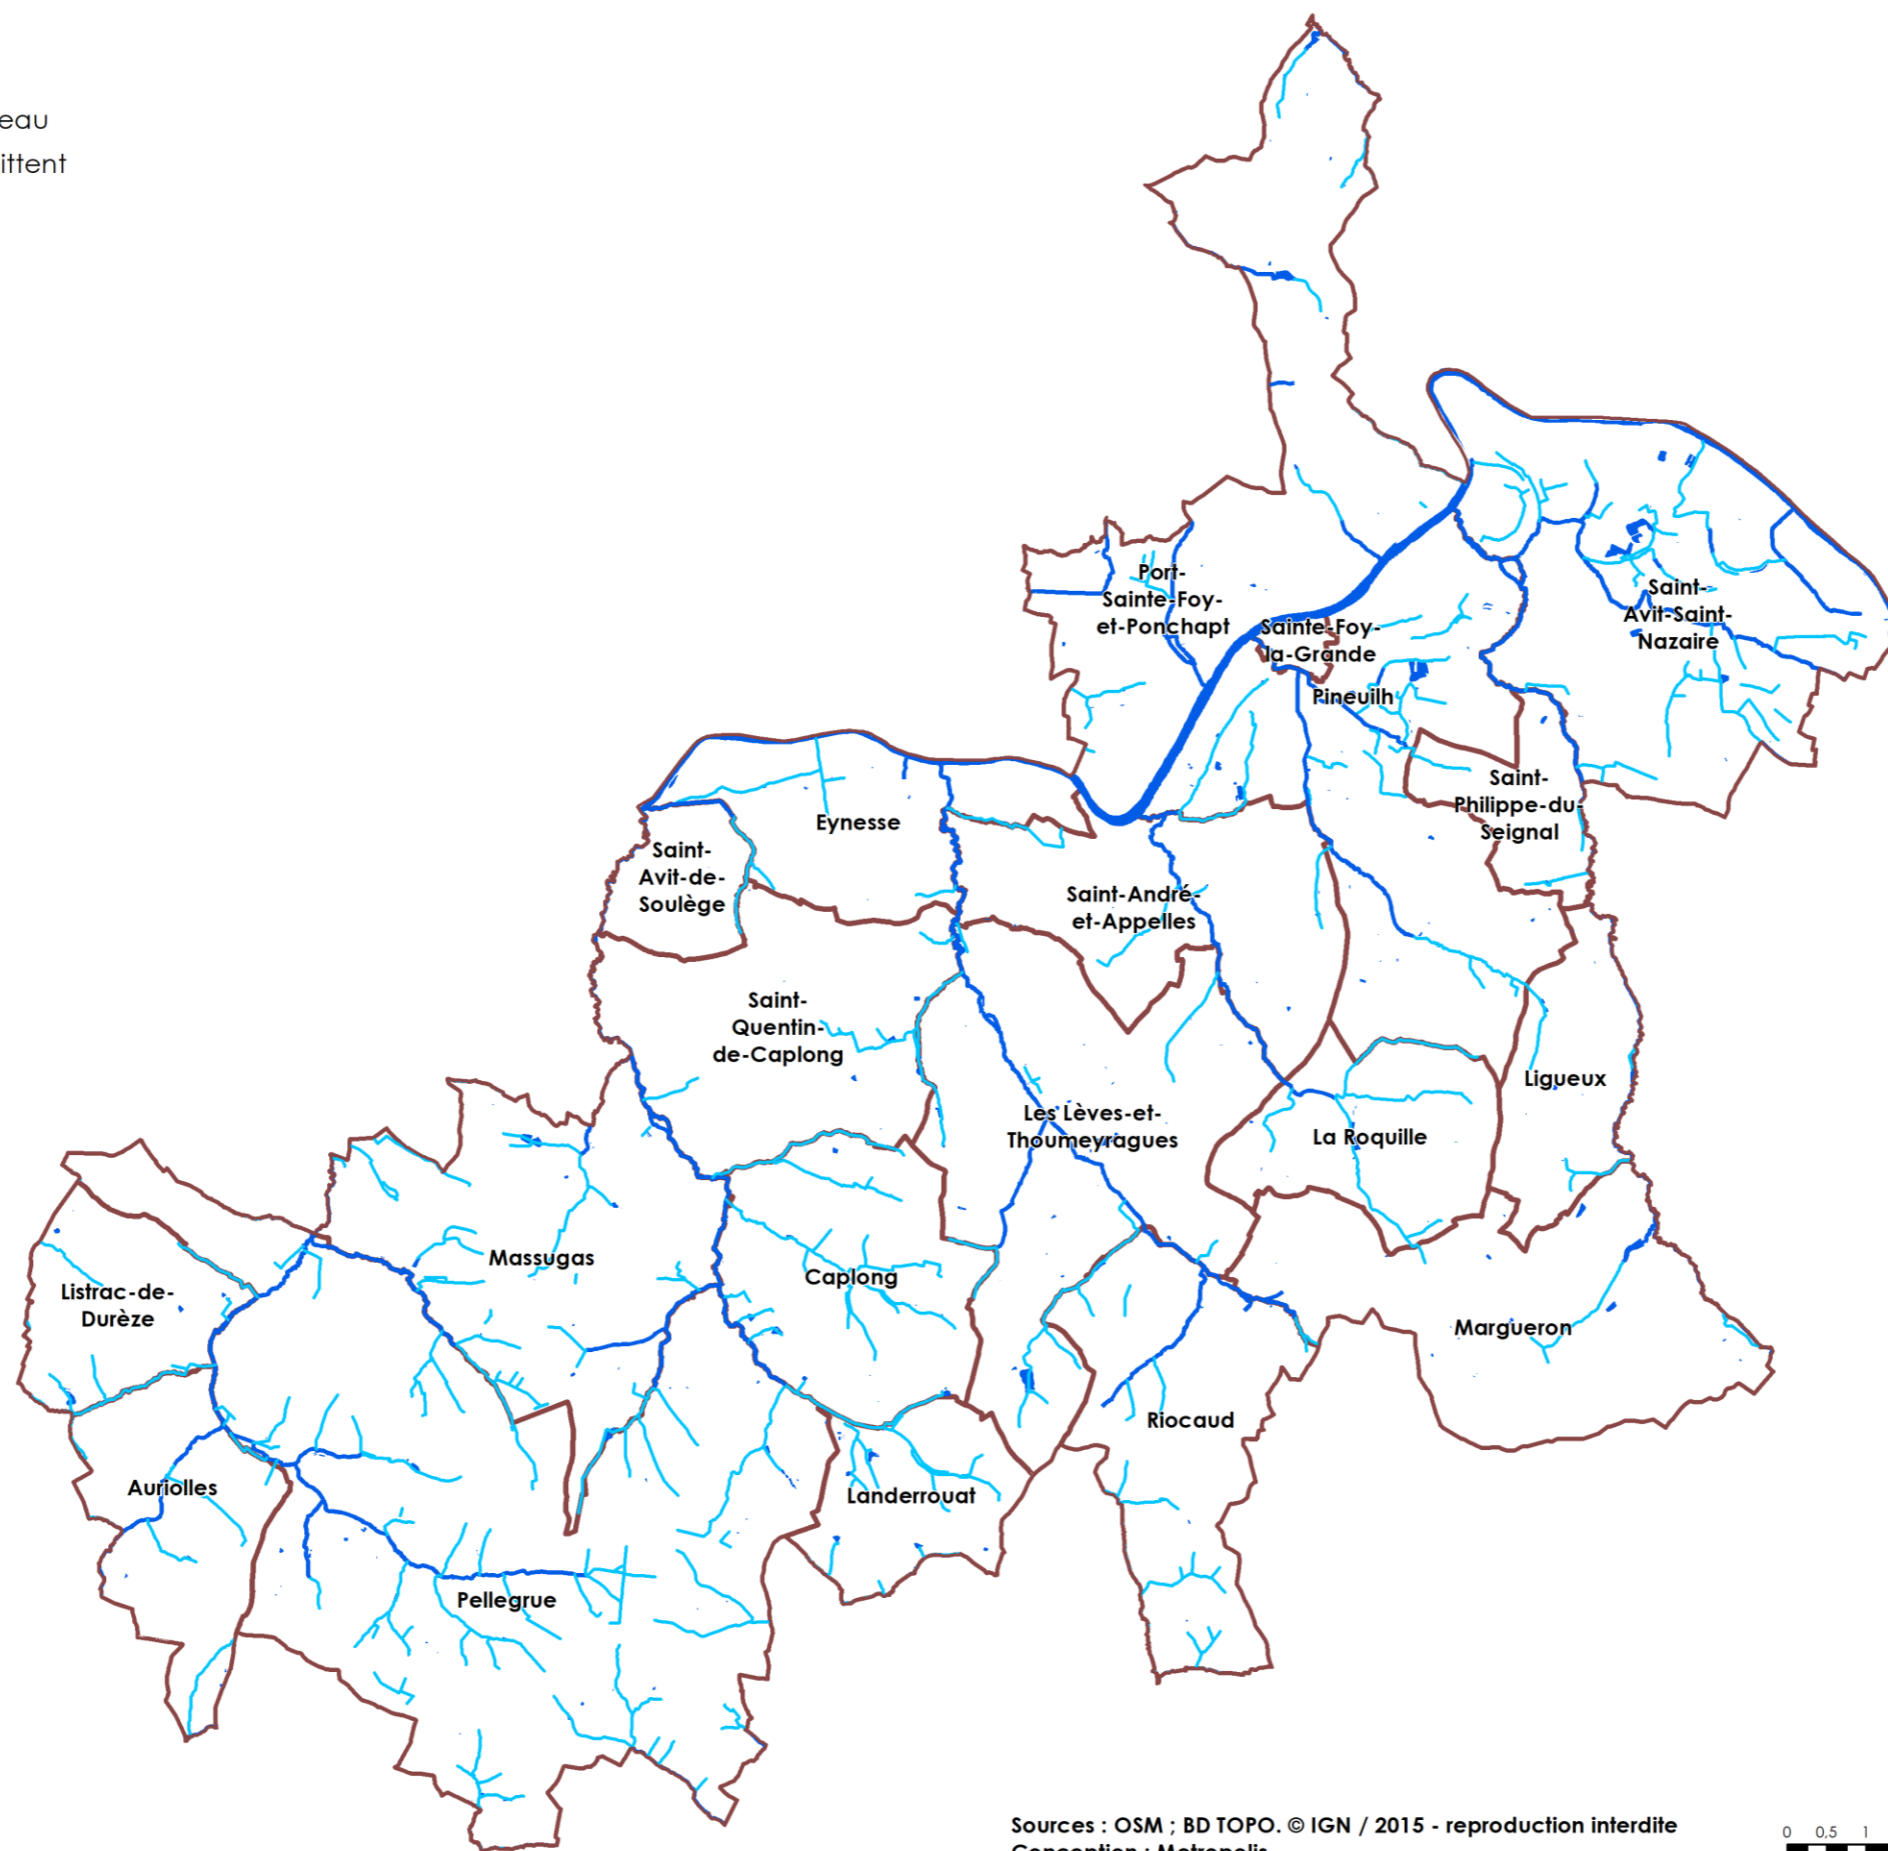 eau
ittent
Port-
Sainte-Foy-
et-Ponchapt
Sainte-Foy-
la-Grande
Pineuilh
Saint-
Avit-Saint-
Nazaire
Saint-
Philippe-du-
Seignal
Eynesse
Saint-
Avit-de-
Soulège
Saint-André-
et-Appelles
Saint-
Quentin-
de-Caplong
Ligueux
Les Lèves-et-
Thoumeyragues
La Roquille
Massugas
Caplong
Listrac-de-
Durèze
Margueron
Riocaud
Auriolles
Landerrouat
Pellegrue
Sources : OSM ; BD TOPO. © IGN / 2015 - reproduction interdite
Conception : Metropolis
0 0,5 1